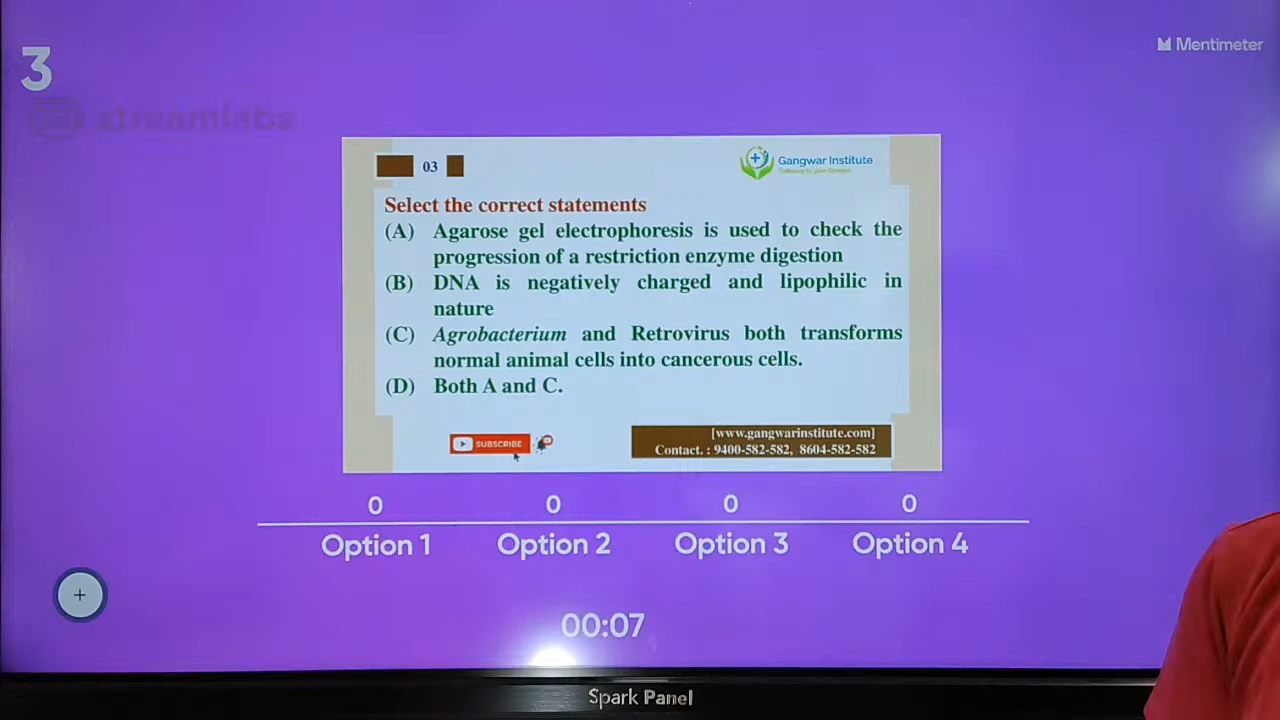 3
Mentimeter
streamlabs
03
Gangwar Institute
Select the correct statements
(A) Agarose gel electrophoresis is used to check the
progression of a restriction enzyme digestion
(B) DNA is negatively charged and lipophilic in
nature
(C) Agrobacterium and Retrovirus both transforms
normal animal cells into cancerous cells.
(D) Both A and C.
SUBSCRIBE
[www.gangwarinstitute.com]
Contact. : 9400-582-582, 8604-582-582
0 0 0 0
Option 1 Option 2 Option 3 Option 4
+
00:07
Spark Panel